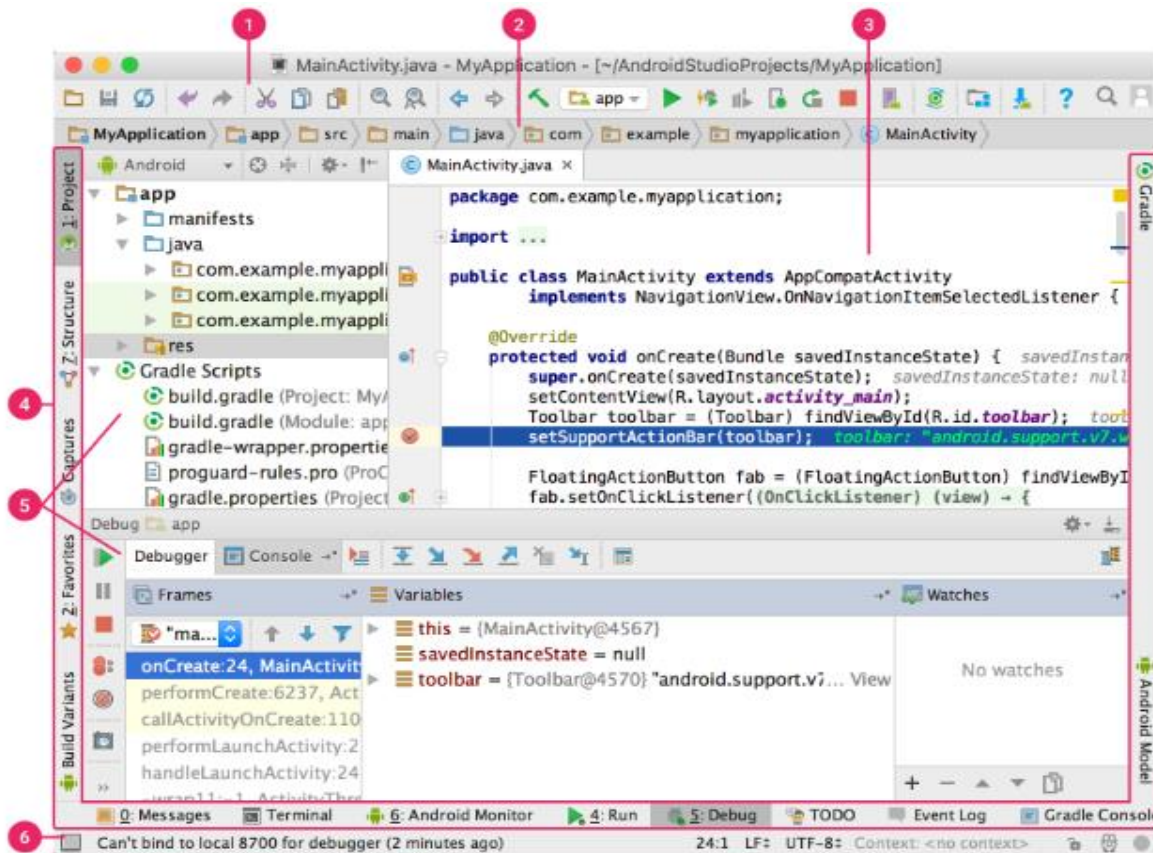 1
2
3
MainActivity.java - MyApplication - [~/AndroidStudioProjects/MyApplication]
app
MyApplication app src main java com example myapplication MainActivity
1: Project
Z: Structure
Captures
2: Favorites
Build Variants
4
5
6
Android
app
manifests
java
com.example.myappli
com.example.myappli
com.example.myappli
res
Gradle Scripts
build.gradle (Project: My
build.gradle (Module: app
gradle-wrapper.propertie
proguard-rules.pro (ProC
gradle.properties (Project
MainActivity.java
package com.example.myapplication;
import ...
public class MainActivity extends AppCompatActivity
implements NavigationView.OnNavigationItemSelectedListener {
@Override
protected void onCreate(Bundle savedInstanceState) { savedInstan
super.onCreate(savedInstanceState); savedInstanceState: null
setContentView(R.layout.activity_main);
Toolbar toolbar = (Toolbar) findViewById(R.id.toolbar); tool
setSupportActionBar(toolbar); toolbar: "android.support.v7.w
FloatingActionButton fab = (FloatingActionButton) findViewByI
fab.setOnClickListener((OnClickListener) (view) → {
Gradle
Android Model
Debug app
Debugger Console
Frames Variables Watches
"ma...
onCreate:24, MainActivit
performCreate:6237, Act
callActivityOnCreate:110
performLaunchActivity:2
handleLaunchActivity:24
-wrap11:-1, ActivityThre
this = {MainActivity@4567}
savedInstanceState = null
toolbar = {Toolbar@4570} "android.support.v7... View
No watches
0: Messages Terminal 6: Android Monitor 4: Run 5: Debug TODO Event Log Gradle Console
Can't bind to local 8700 for debugger (2 minutes ago) 24:1 LF÷ UTF-8÷ Context: <no context>